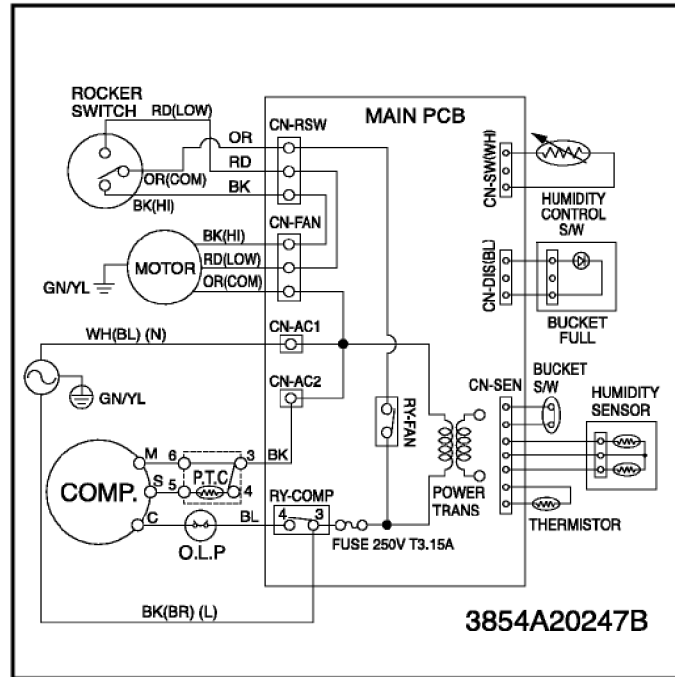 ROCKER
SWITCH
RD(LOW)
OR(COM)
BK(HI)
OR
RD
BK
CN-RSW
MAIN PCB
CN-SW(WH)
HUMIDITY
CONTROL
S/W
CN-FAN
BK(HI)
RD(LOW)
OR(COM)
MOTOR
GN/YL
CN-DIS(BL)
BUCKET
FULL
WH(BL) (N)
CN-AC1
GN/YL
CN-AC2
RY-FAN
CN-SEN
BUCKET
S/W
HUMIDITY
SENSOR
M
6
3
BK
P.T.C
COMP.
S
5
4
C
BL
O.L.P
RY-COMP
4
3
FUSE 250V T3.15A
POWER
TRANS
THERMISTOR
BK(BR) (L)
3854A20247B